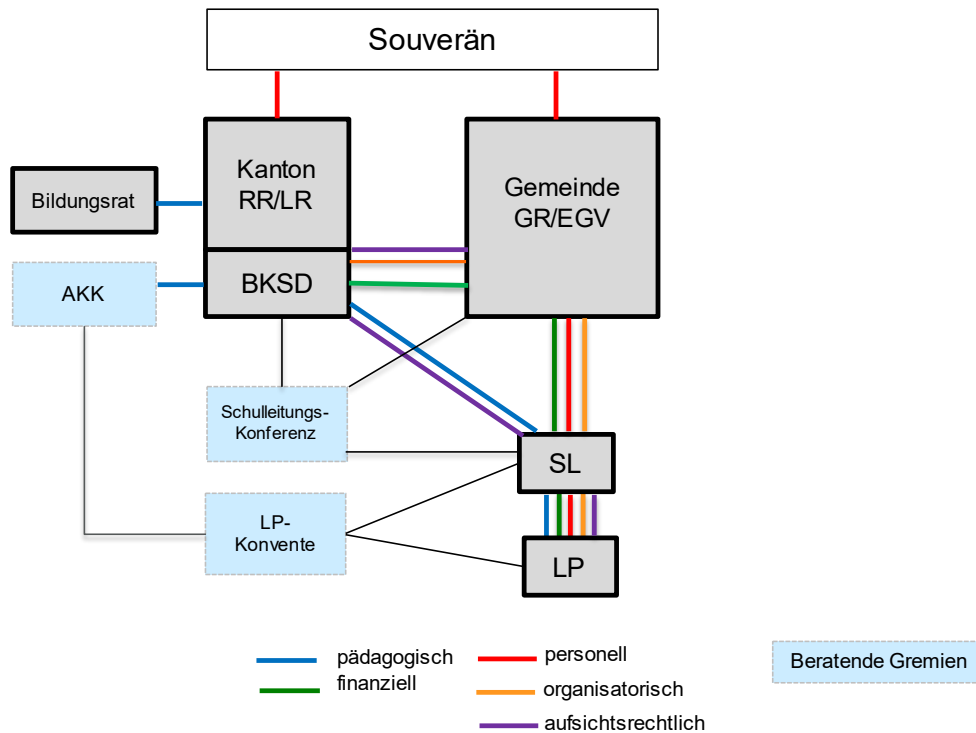 Souverän
Kanton
RR/LR
Gemeinde
GR/EGV
Bildungsrat
BKSD
AKK
Schulleitungs-
Konferenz
SL
LP-
Konvente
LP
pädagogisch
personell
finanziell
organisatorisch
aufsichtsrechtlich
Beratende Gremien